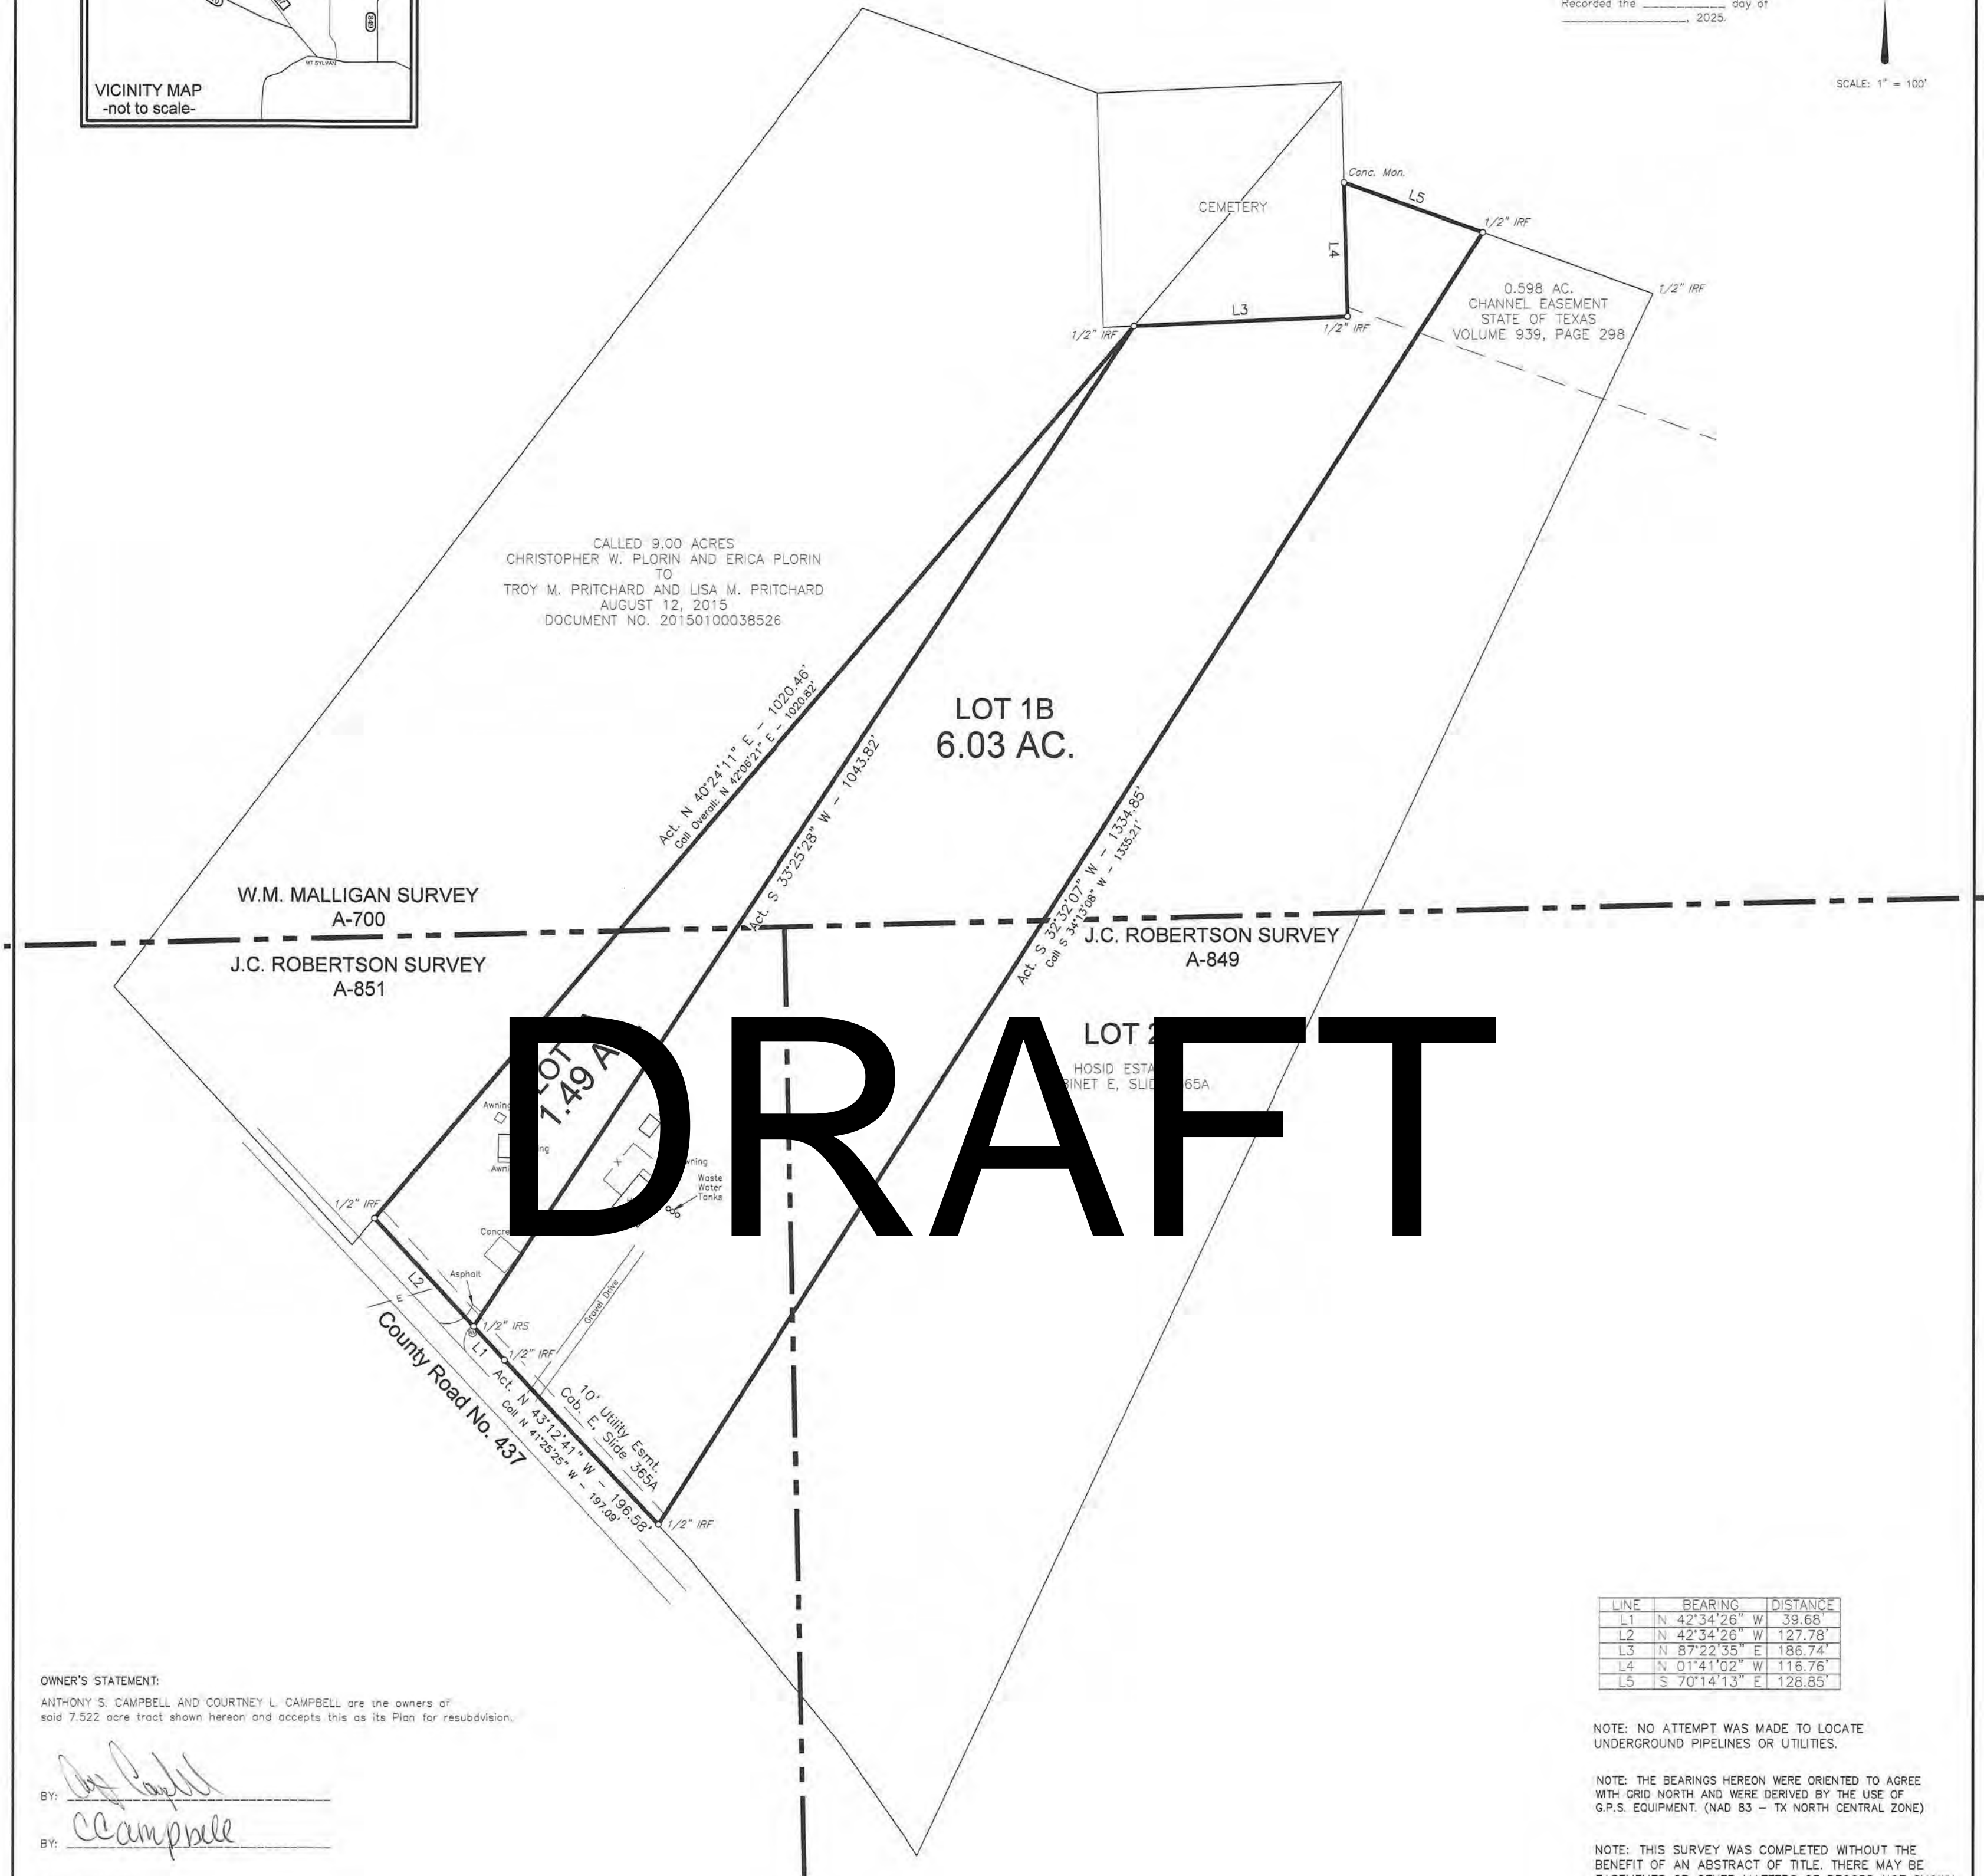 Recorded the ____________ day of
__________________, 2025.
MT SYLVAN
VICINITY MAP
-not to scale-
SCALE: 1" = 100'
Conc. Mon.
L5
CEMETERY
1/2" IRF
L4
0.598 AC.
CHANNEL EASEMENT
STATE OF TEXAS
VOLUME 939, PAGE 298
1/2" IRF
L3
1/2" IRF
1/2" IRF
CALLED 9.00 ACRES
CHRISTOPHER W. PLORIN AND ERICA PLORIN
TO
TROY M. PRITCHARD AND LISA M. PRITCHARD
AUGUST 12, 2015
DOCUMENT NO. 20150100038526
Act. N 40°24'11" E - 1020.46'
Call Overall: N 42°06'21" E - 1020.82'
Act. S 33°25'28" W - 1043.82'
LOT 1B
6.03 AC.
Act. S 32°32'07" W - 1334.85'
Call S 34°13'08" W - 1335.21'
W.M. MALLIGAN SURVEY
A-700
J.C. ROBERTSON SURVEY
A-851
J.C. ROBERTSON SURVEY
A-849
DRAFT
LOT
1.49 A
LOT 2
HOSID ESTA
BINET E, SLID 65A
Awning
Waste
Water
Tanks
1/2" IRF
Asphalt
L2
E
1/2" IRS
L1
1/2" IRF
Gravel Drive
County Road No. 437
Act. N 43°12'41" W - 196.58'
Call N 41°25'25" W - 197.09'
10' Utility Esmt.
Cab. E, Slide 365A
1/2" IRF
LINE BEARING DISTANCE
L1 N 42°34'26" W 39.68'
L2 N 42°34'26" W 127.78'
L3 N 87°22'35" E 186.74'
L4 N 01°41'02" W 116.76'
L5 S 70°14'13" E 128.85'
OWNER'S STATEMENT:
ANTHONY S. CAMPBELL AND COURTNEY L. CAMPBELL are the owners of
said 7.522 acre tract shown hereon and accepts this as its Plan for resubdvision.
BY:
BY: CCampbell
NOTE: NO ATTEMPT WAS MADE TO LOCATE
UNDERGROUND PIPELINES OR UTILITIES.
NOTE: THE BEARINGS HEREON WERE ORIENTED TO AGREE
WITH GRID NORTH AND WERE DERIVED BY THE USE OF
G.P.S. EQUIPMENT. (NAD 83 - TX NORTH CENTRAL ZONE)
NOTE: THIS SURVEY WAS COMPLETED WITHOUT THE
BENEFIT OF AN ABSTRACT OF TITLE. THERE MAY BE